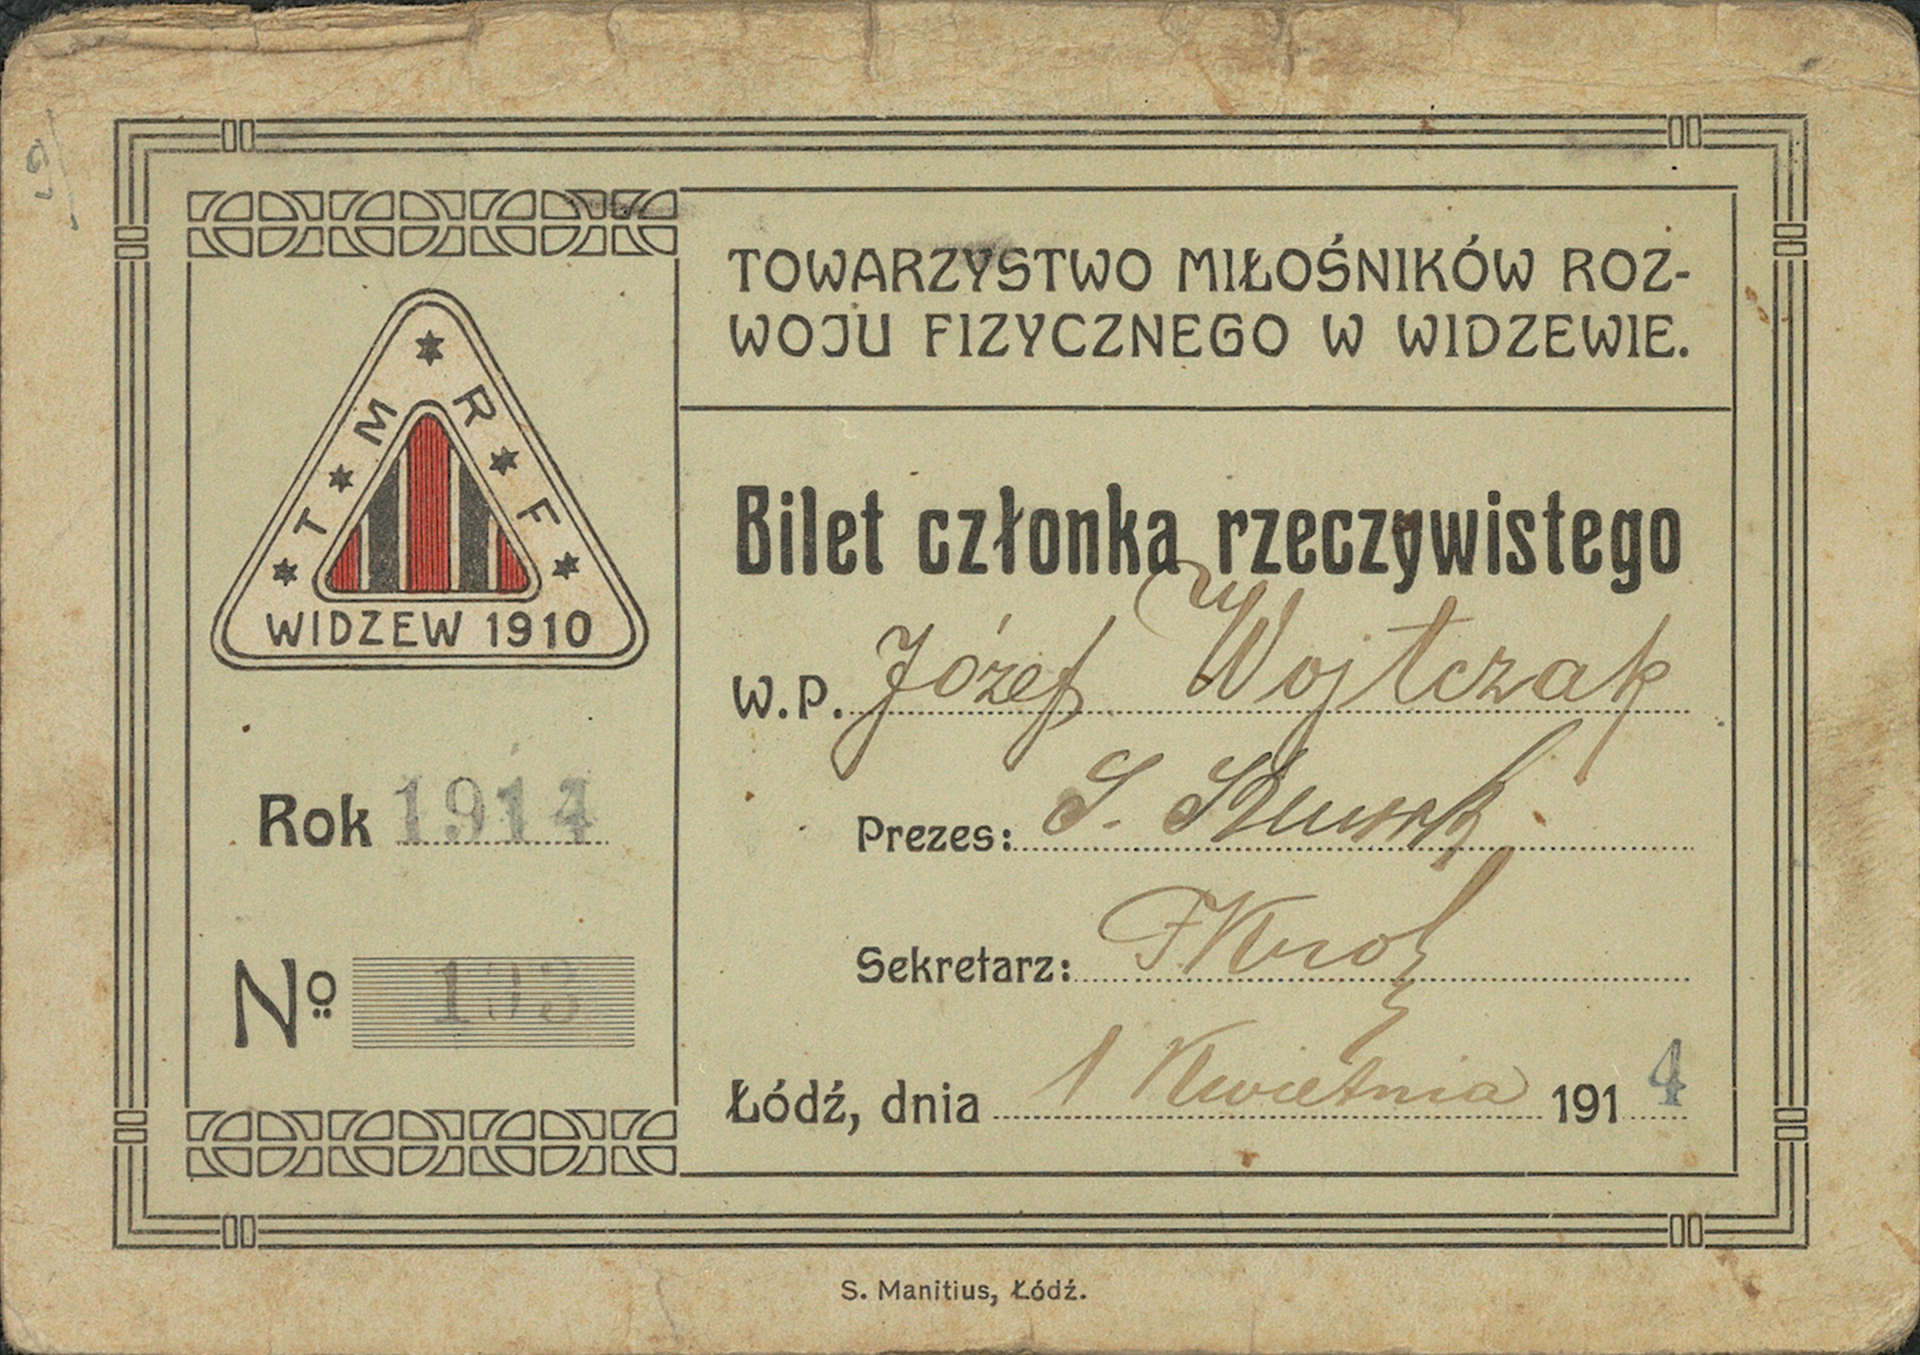 TOWARZYSTWO MIŁOŚNIKÓW ROZ-
WOJU FIZYCZNEGO W WIDZEWIE.
T M R F
WIDZEW 1910
Rok 1914
No
Bilet członka rzeczywistego
W.P. Józef Wojtczak
Prezes: S.
Sekretarz: F Król
Łódź, dnia 1 Kwietnia 1914
S. Manitius, Łódź.